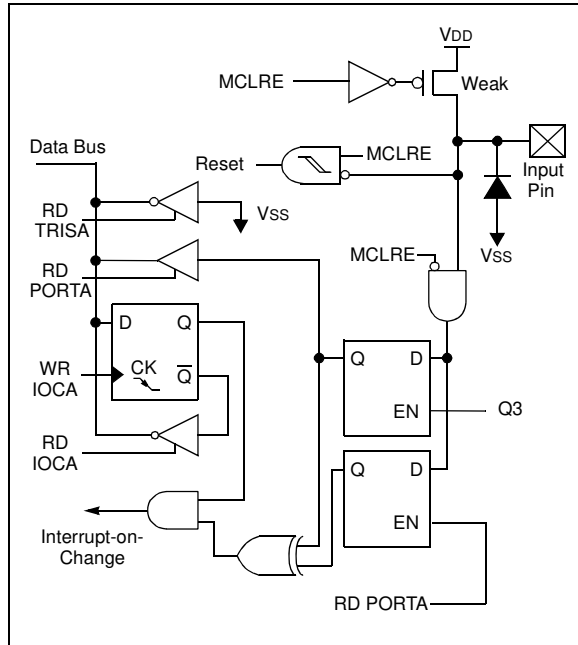 VDD
MCLRE
Weak
Data Bus
Reset
MCLRE
Input
Pin
RD
TRISA
VSS
VSS
RD
PORTA
MCLRE
D
Q
Q
D
WR
IOCA
CK
Q
EN
Q3
RD
IOCA
Q
D
EN
Interrupt-on-
Change
RD PORTA